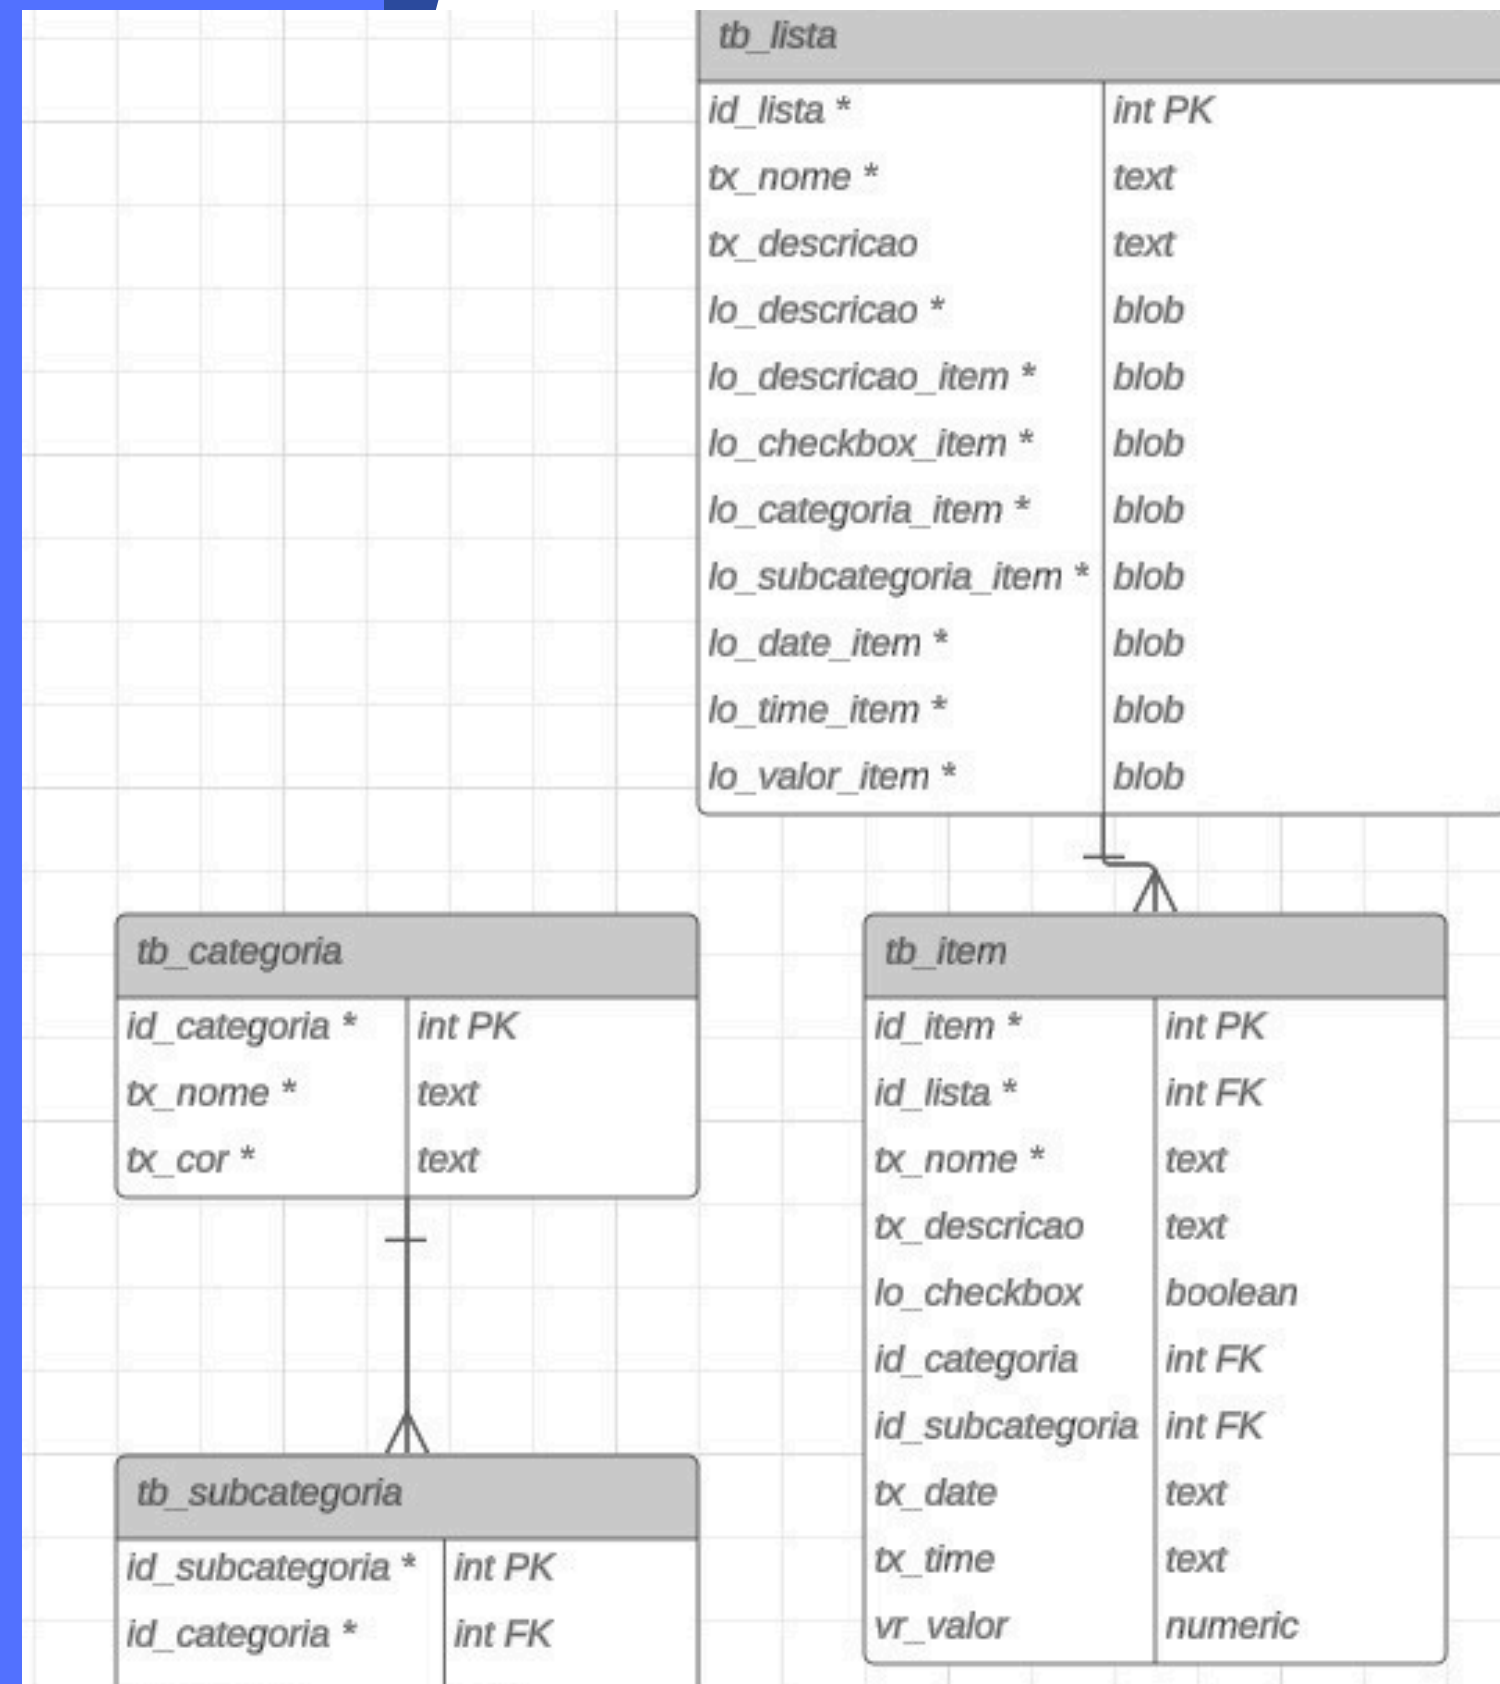 tb_lista
id_lista * int PK
tx_nome * text
tx_descricao text
lo_descricao * blob
lo_descricao_item * blob
lo_checkbox_item * blob
lo_categoria_item * blob
lo_subcategoria_item * blob
lo_date_item * blob
lo_time_item * blob
lo_valor_item * blob
tb_categoria
id_categoria * int PK
tx_nome * text
tx_cor * text
tb_item
id_item * int PK
id_lista * int FK
tx_nome * text
tx_descricao text
lo_checkbox boolean
id_categoria int FK
id_subcategoria int FK
tx_date text
tx_time text
vr_valor numeric
tb_subcategoria
id_subcategoria * int PK
id_categoria * int FK